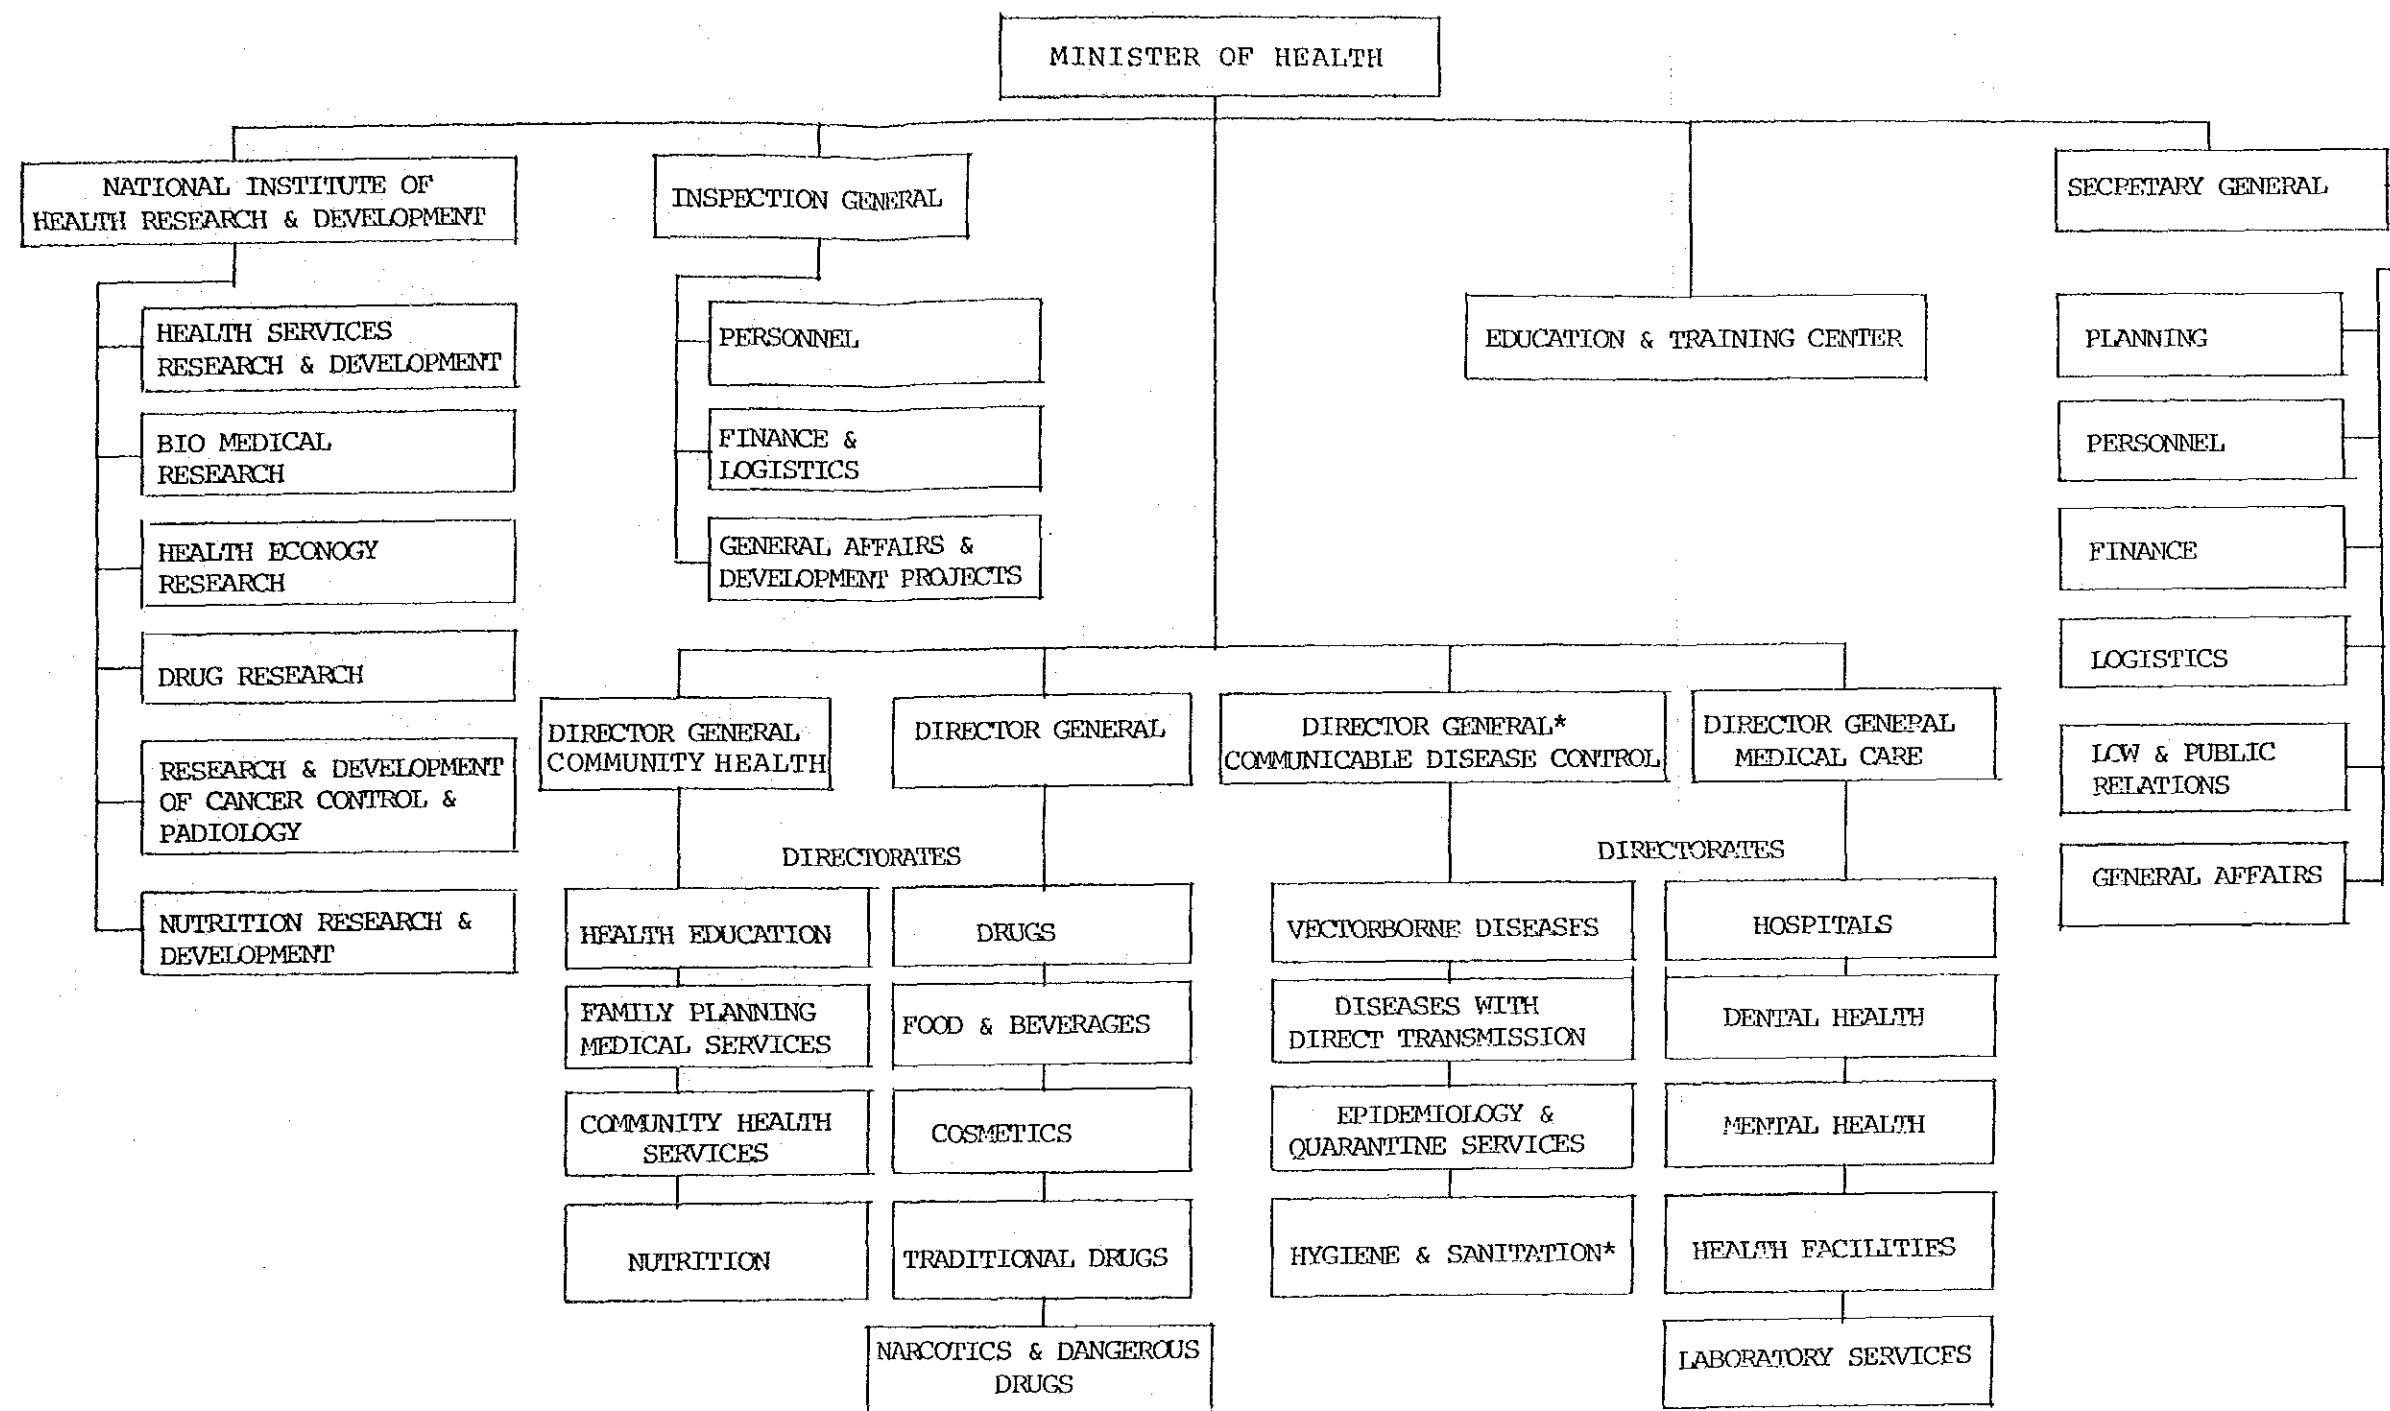 MINISTER OF HEALTH
NATIONAL INSTITUTE OF
HEALTH RESEARCH & DEVELOPMENT
INSPECTION GENERAL
SECRETARY GENERAL
HEALTH SERVICES
RESEARCH & DEVELOPMENT
BIO MEDICAL
RESEARCH
HEALTH ECONOGY
RESEARCH
DRUG RESEARCH
RESEARCH & DEVELOPMENT
OF CANCER CONTROL &
PADIOLOGY
NUTRITION RESEARCH &
DEVELOPMENT
PERSONNEL
FINANCE &
LOGISTICS
GENERAL AFFAIRS &
DEVELOPMENT PROJECTS
EDUCATION & TRAINING CENTER
PLANNING
PERSONNEL
FINANCE
LOGISTICS
LCW & PUBLIC
RELATIONS
GENERAL AFFAIRS
DIRECTOR GENERAL
COMMUNITY HEALTH
DIRECTOR GENERAL
DIRECTOR GENERAL*
COMMUNICABLE DISEASE CONTROL
DIRECTOR GENEPAL
MEDICAL CARE
DIRECTORATES
DIRECTORATES
HEALTH EDUCATION
FAMILY PLANNING
MEDICAL SERVICES
COMMUNITY HEALTH
SERVICES
NUTRITION
DRUGS
FOOD & BEVERAGES
COSMETICS
TRADITIONAL DRUGS
NARCOTICS & DANGEROUS
DRUGS
VECTORBORNE DISEASES
DISEASES WITH
DIRECT TRANSMISSION
EPIDEMIOLOGY &
QUARANTINE SERVICES
HYGIENE & SANITATION*
HOSPITALS
DENTAL HEALTH
MENTAL HEALTH
HEALTH FACILITIES
LABORATORY SERVICES